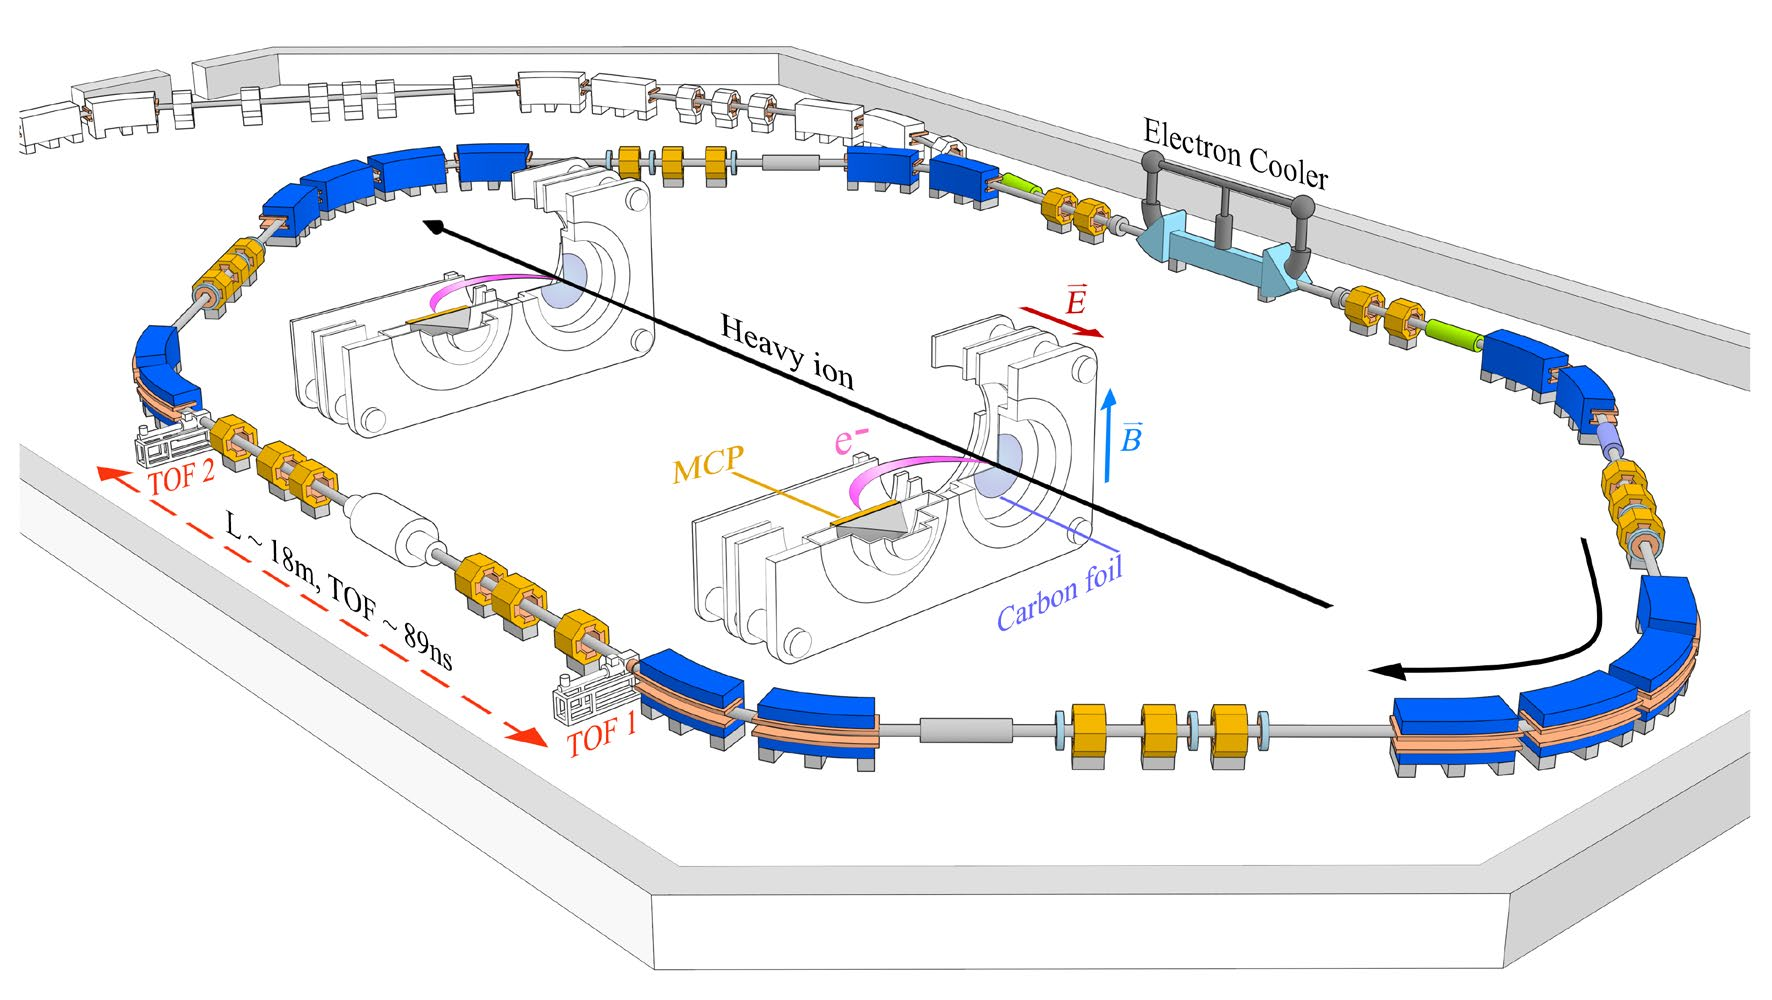 Electron Cooler
E
B
Heavy ion
e-
MCP
Carbon foil
TOF 2
L ~ 18m, TOF ~ 89ns
TOF 1